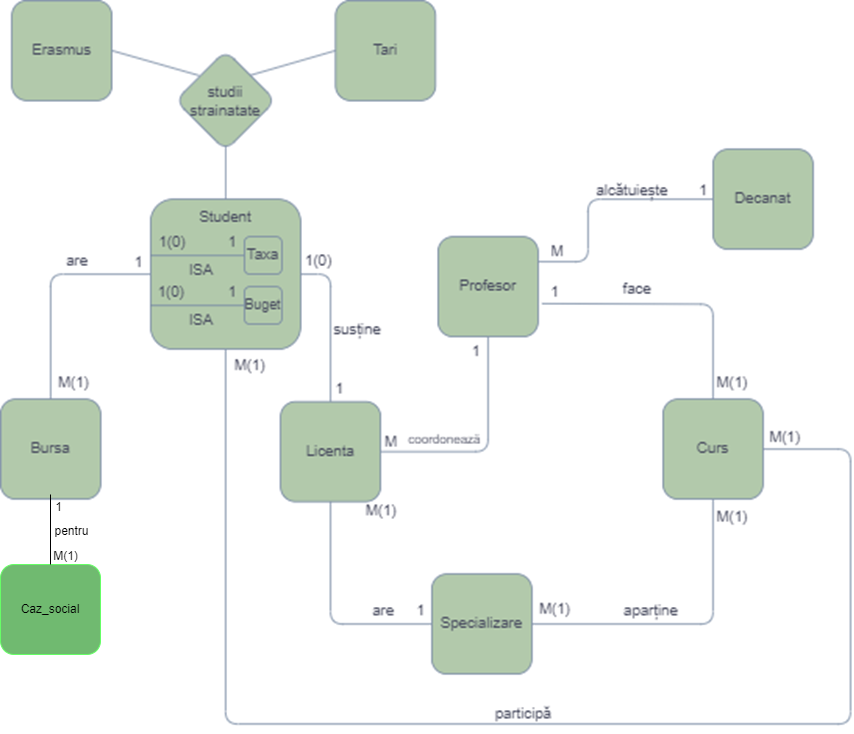 Erasmus
Tari
studii
strainatate
Student
1(0) 1
Taxa
ISA
1(0) 1
Buget
ISA
are 1
1(0)
alcătuiește 1
Decanat
M
Profesor
1 face
susține
M(1)
1
1
M(1)
M(1)
Bursa
Licenta
M coordonează
Curs
M(1)
1
pentru
M(1)
M(1)
M(1)
Caz_social
are 1
Specializare
M(1) aparține
participă